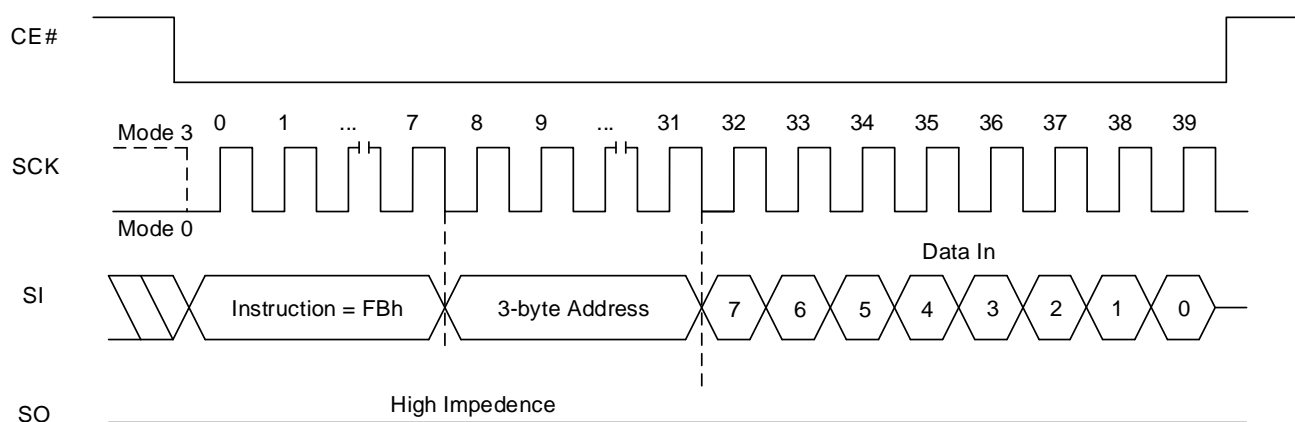 CE#
Mode 3
0 1 ... 7 8 9 ... 31 32 33 34 35 36 37 38 39
SCK
Mode 0
Data In
SI
Instruction = FBh
3-byte Address
7 6 5 4 3 2 1 0
High Impedence
SO